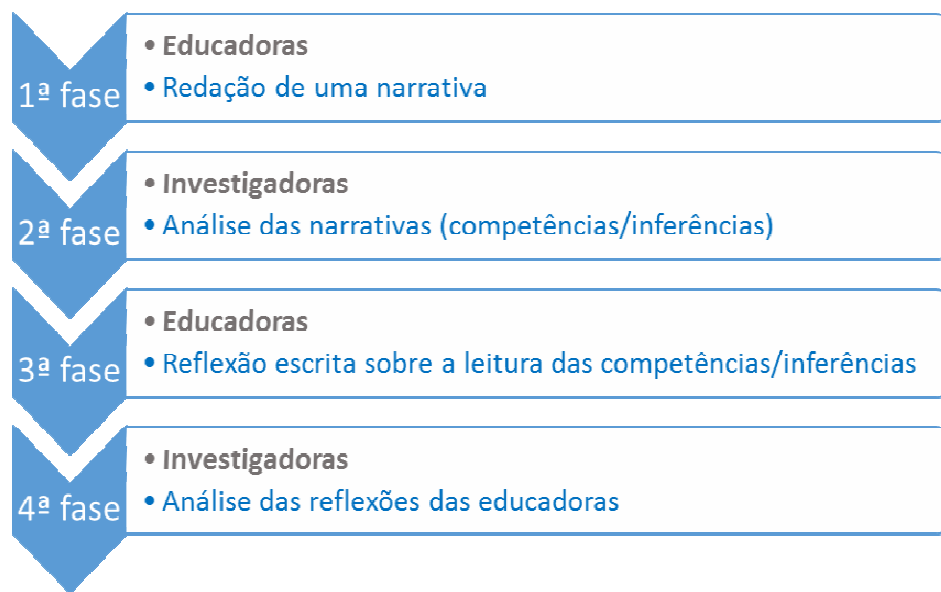 1ª fase
• Educadoras
• Redação de uma narrativa
2ª fase
• Investigadoras
• Análise das narrativas (competências/inferências)
3ª fase
• Educadoras
• Reflexão escrita sobre a leitura das competências/inferências
4ª fase
• Investigadoras
• Análise das reflexões das educadoras